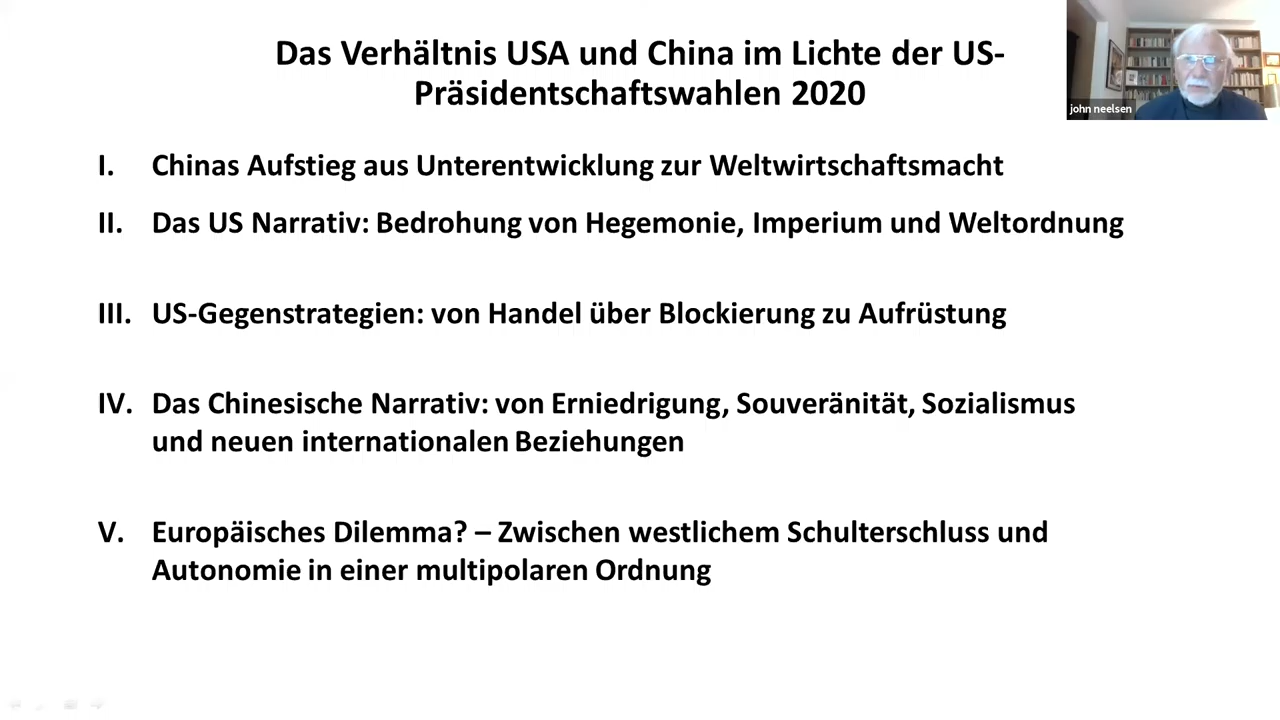 Das Verhältnis USA und China im Lichte der US-
Präsidentschaftswahlen 2020
john neelsen
I. Chinas Aufstieg aus Unterentwicklung zur Weltwirtschaftsmacht
II. Das US Narrativ: Bedrohung von Hegemonie, Imperium und Weltordnung
III. US-Gegenstrategien: von Handel über Blockierung zu Aufrüstung
IV. Das Chinesische Narrativ: von Erniedrigung, Souveränität, Sozialismus
und neuen internationalen Beziehungen
V. Europäisches Dilemma? – Zwischen westlichem Schulterschluss und
Autonomie in einer multipolaren Ordnung